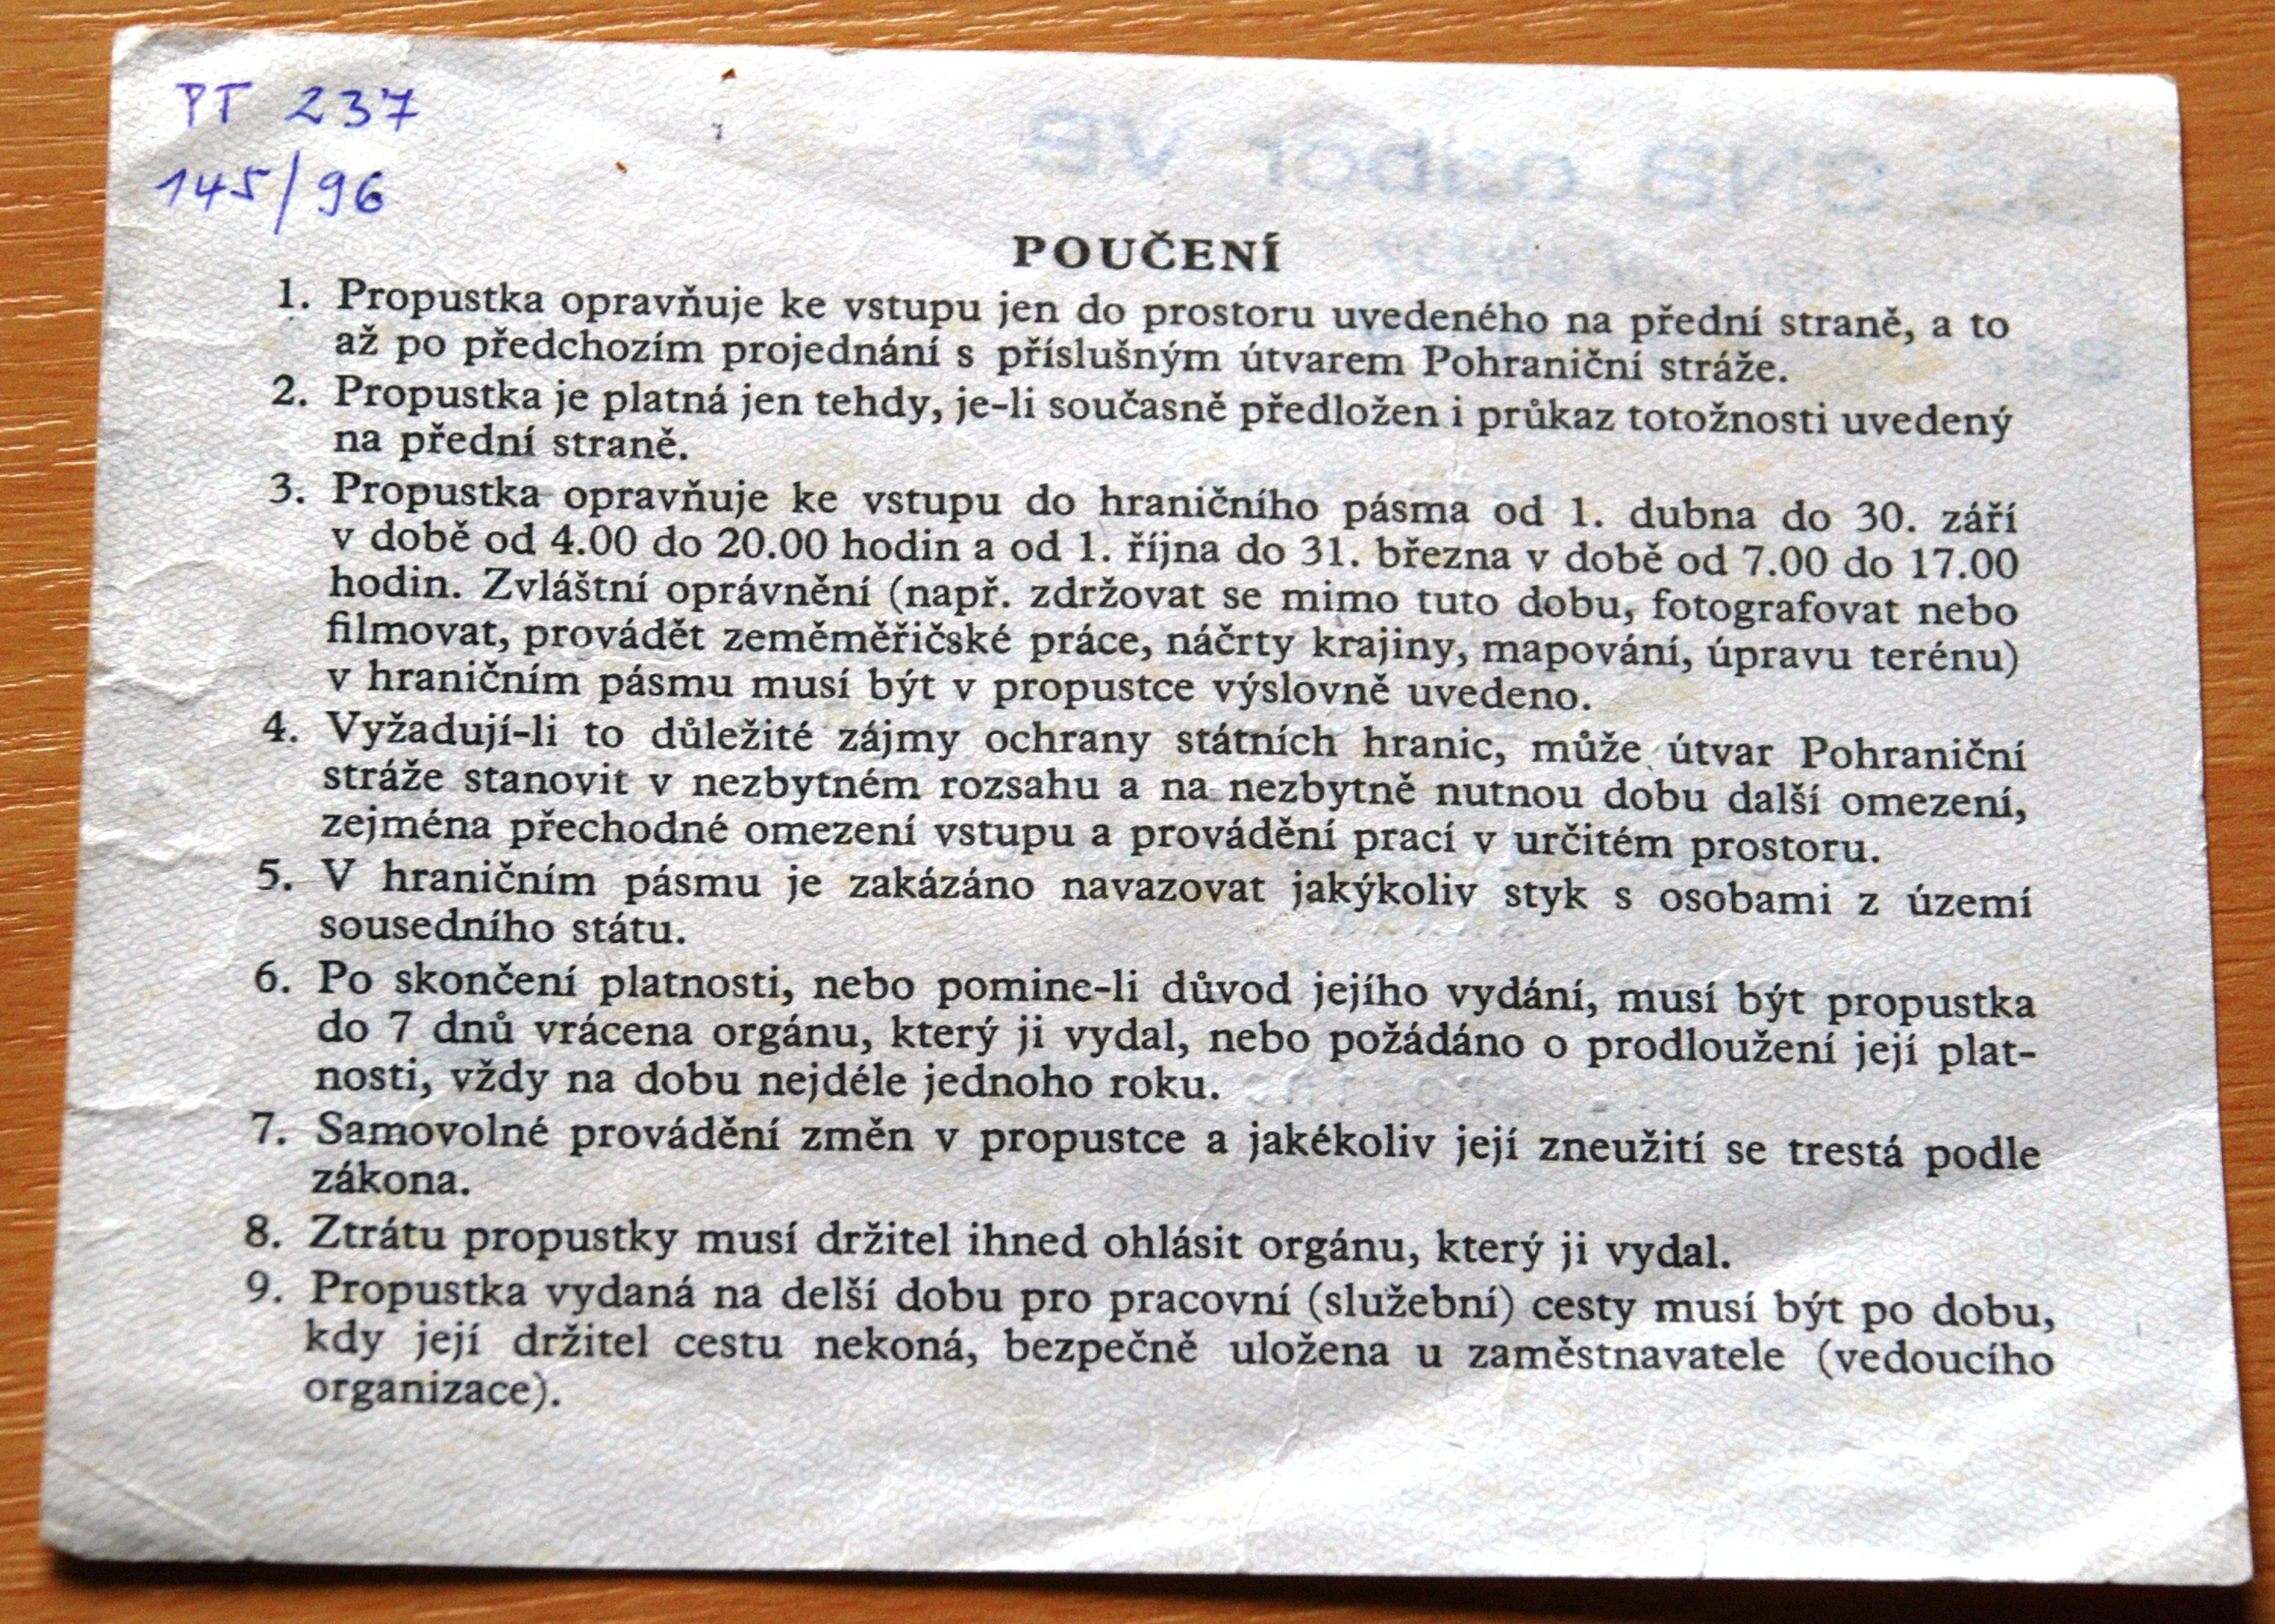 PT 237
145/96
POUČENÍ
1. Propustka opravňuje ke vstupu jen do prostoru uvedeného na přední straně, a to
až po předchozím projednání s příslušným útvarem Pohraniční stráže.
2. Propustka je platná jen tehdy, je-li současně předložen i průkaz totožnosti uvedený
na přední straně.
3. Propustka opravňuje ke vstupu do hraničního pásma od 1. dubna do 30. září
v době od 4.00 do 20.00 hodin a od 1. října do 31. března v době od 7.00 do 17.00
hodin. Zvláštní oprávnění (např. zdržovat se mimo tuto dobu, fotografovat nebo
filmovat, provádět zeměměřičské práce, náčrty krajiny, mapování, úpravu terénu)
v hraničním pásmu musí být v propustce výslovně uvedeno.
4. Vyžadují-li to důležité zájmy ochrany státních hranic, může útvar Pohraniční
stráže stanovit v nezbytném rozsahu a na nezbytně nutnou dobu další omezení,
zejména přechodné omezení vstupu a provádění prací v určitém prostoru.
5. V hraničním pásmu je zakázáno navazovat jakýkoliv styk s osobami z území
sousedního státu.
6. Po skončení platnosti, nebo pomine-li důvod jejího vydání, musí být propustka
do 7 dnů vrácena orgánu, který ji vydal, nebo požádáno o prodloužení její plat-
nosti, vždy na dobu nejdéle jednoho roku.
7. Samovolné provádění změn v propustce a jakékoliv její zneužití se trestá podle
zákona.
8. Ztrátu propustky musí držitel ihned ohlásit orgánu, který ji vydal.
9. Propustka vydaná na delší dobu pro pracovní (služební) cesty musí být po dobu,
kdy její držitel cestu nekoná, bezpečně uložena u zaměstnavatele (vedoucího
organizace).